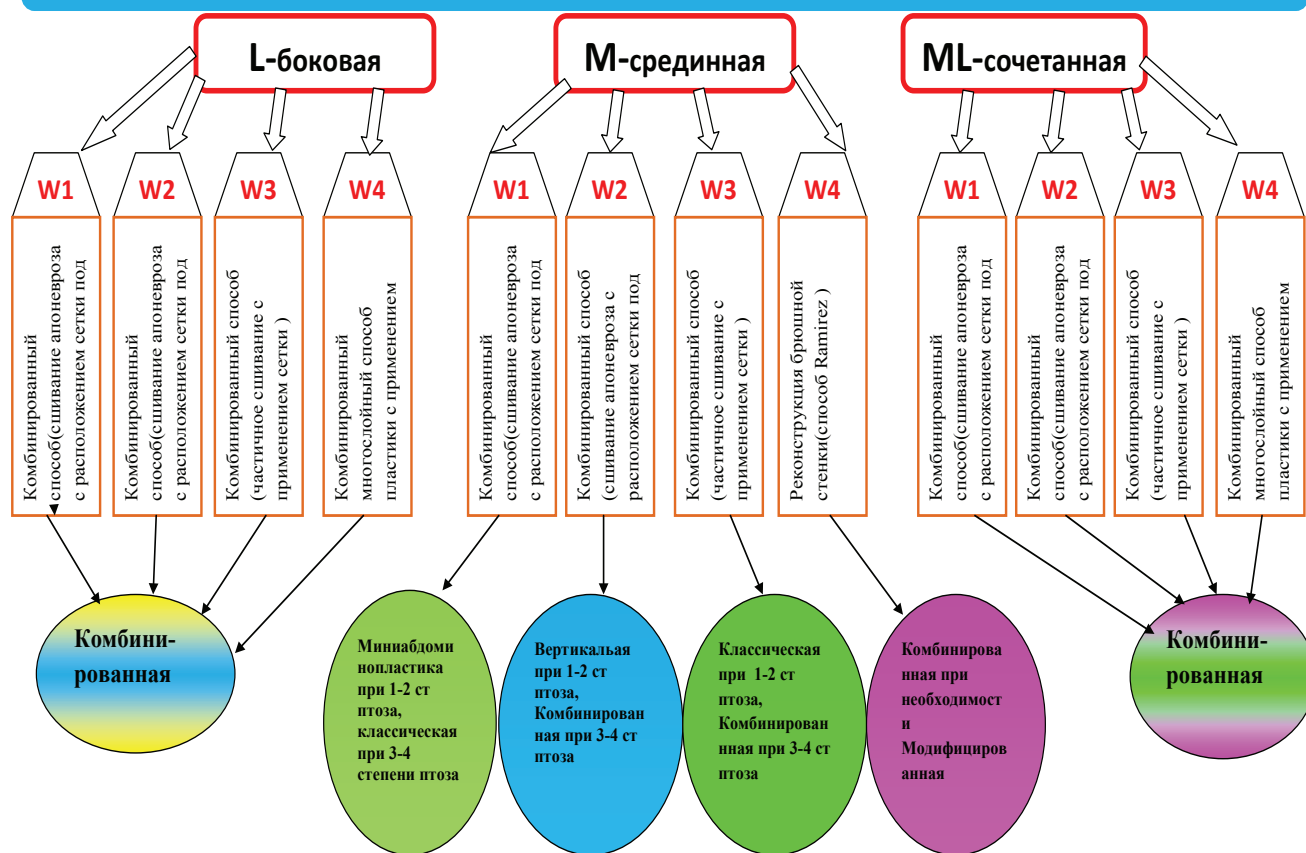 L-боковая
M-срединная
ML-сочетанная
W1
W2
W3
W4
W1
W2
W3
W4
W1
W2
W3
W4
Комбинированный
способ(сшивание апоневроза
с расположением сетки под
Комбинированный
способ(сшивание апоневроза
с расположением сетки под
Комбинированный способ
(частичное сшивание с
применением сетки )
Комбинированный
многослойный способ
пластики с применением
Комбинированный
способ(сшивание апоневроза
с расположением сетки под
Комбинированный способ
(сшивание апоневроза с
расположением сетки под
Комбинированный способ
(частичное сшивание с
применением сетки )
Реконструкция брюшной
стенки(способ Ramirez )
Комбинированный
способ(сшивание апоневроза
с расположением сетки под
Комбинированный
способ(сшивание апоневроза
с расположением сетки под
Комбинированный способ
(частичное сшивание с
применением сетки )
Комбинированный
многослойный способ
пластики с применением
Комбини-
рованная
Миниабдоми
нопластика
при 1-2 ст
птоза,
классическая
при 3-4
степени птоза
Вертикалья
при 1-2 ст
птоза,
Комбинирован
ная при 3-4 ст
птоза
Классическая
при 1-2 ст
птоза,
Комбинирован
нная при 3-4 ст
птоза
Комбинирова
нная при
необходимост
и
Модифициров
анная
Комбини-
рованная